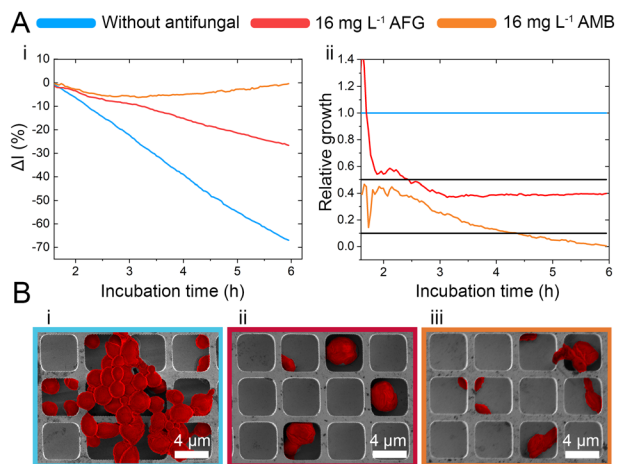 A
Without antifungal
16 mg L⁻¹ AFG
16 mg L⁻¹ AMB
i
10
0
-10
-20
-30
-40
-50
-60
-70
ΔI (%)
2
3
4
5
6
Incubation time (h)
ii
1.4
1.2
1.0
0.8
0.6
0.4
0.2
0.0
Relative growth
2
3
4
5
6
Incubation time (h)
B
i
4 µm
ii
4 µm
iii
4 µm